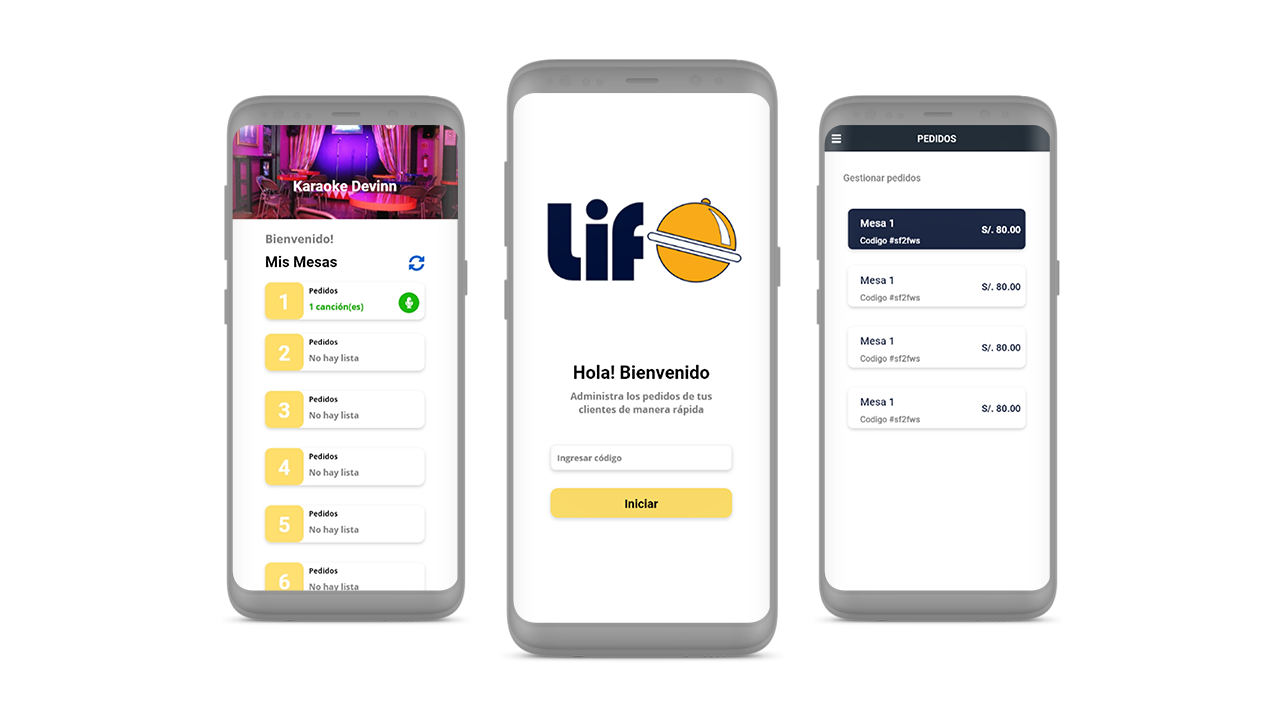 Karaoke Devinn
Bienvenido!
Mis Mesas
1
Pedidos
1 canción(es)
2
Pedidos
No hay lista
3
Pedidos
No hay lista
4
Pedidos
No hay lista
5
Pedidos
No hay lista
6
Pedidos
No hay lista
Lif
Hola! Bienvenido
Administra los pedidos de tus
clientes de manera rápida
Ingresar código
Iniciar
PEDIDOS
Gestionar pedidos
Mesa 1
S/. 80.00
Codigo #sf2fws
Mesa 1
S/. 80.00
Codigo #sf2fws
Mesa 1
S/. 80.00
Codigo #sf2fws
Mesa 1
S/. 80.00
Codigo #sf2fws